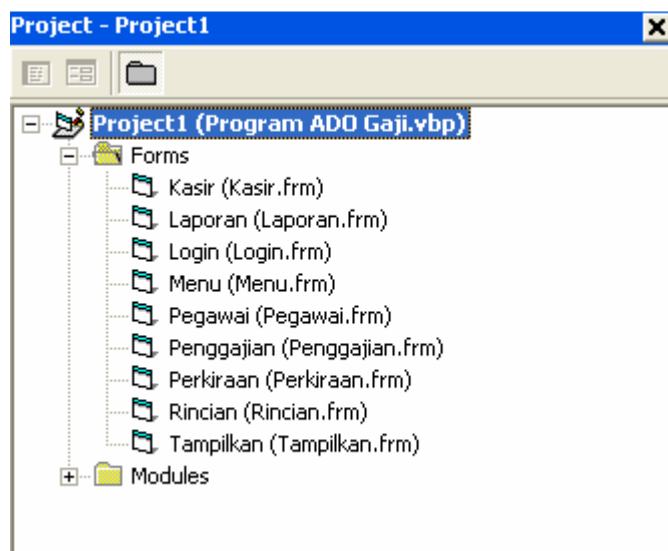 Project - Project1
Project1 (Program ADO Gaji.vbp)
Forms
Kasir (Kasir.frm)
Laporan (Laporan.frm)
Login (Login.frm)
Menu (Menu.frm)
Pegawai (Pegawai.frm)
Penggajian (Penggajian.frm)
Perkiraan (Perkiraan.frm)
Rincian (Rincian.frm)
Tampilkan (Tampilkan.frm)
Modules